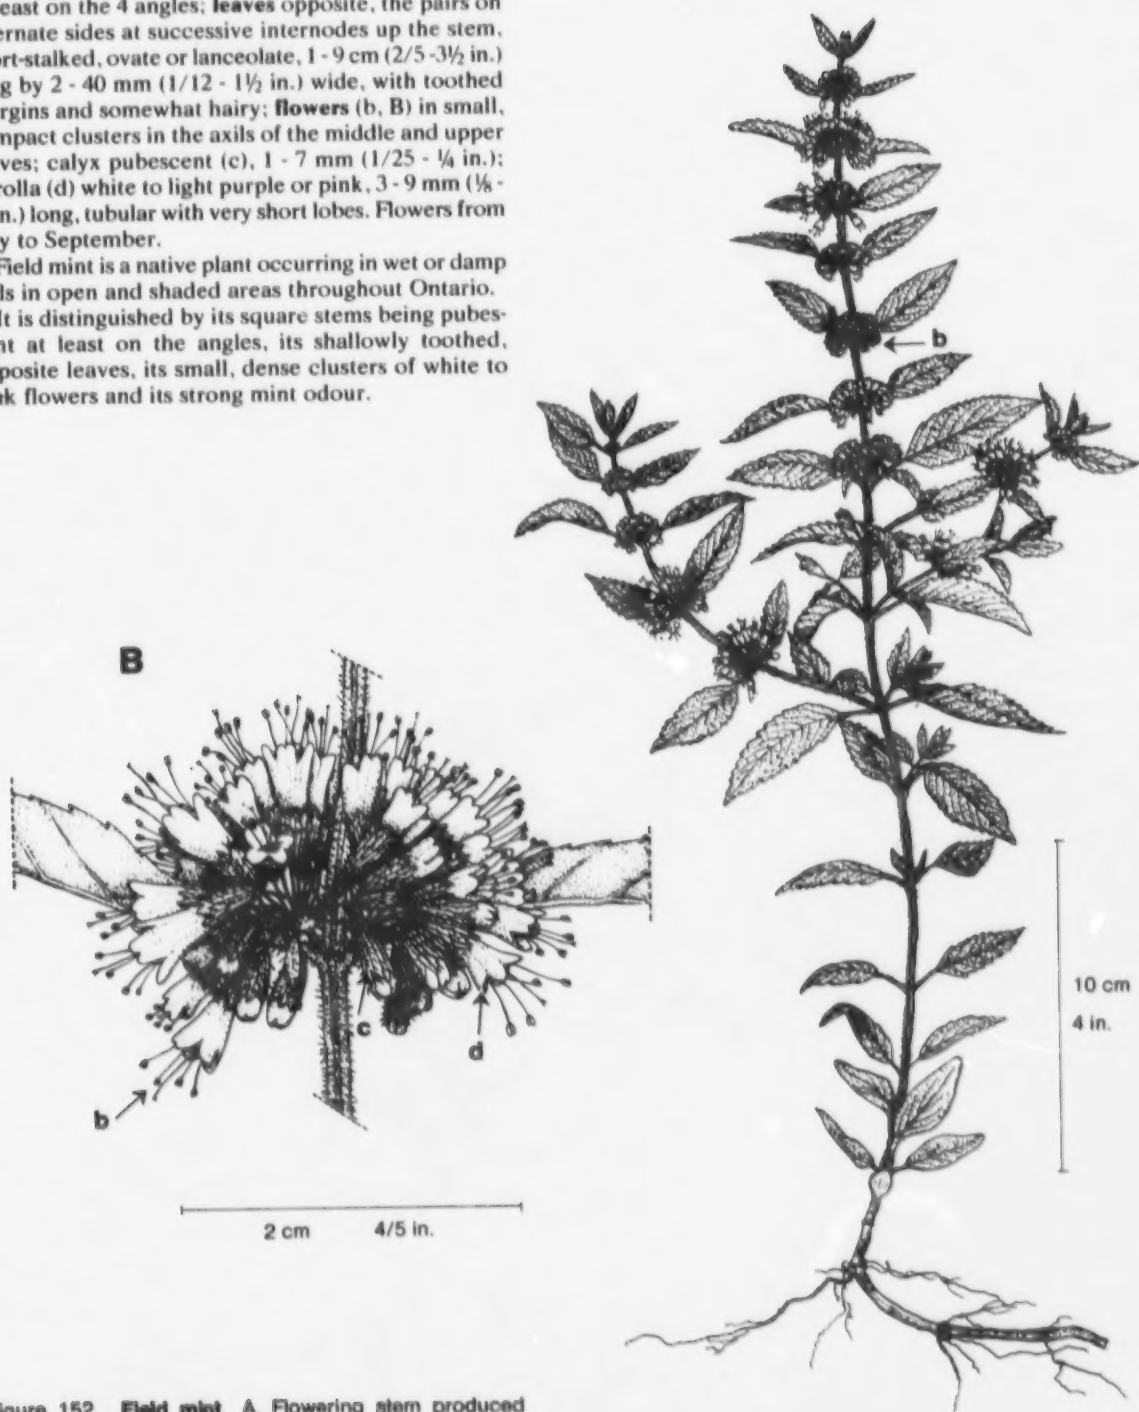 east on the 4 angles; leaves opposite, the pairs on
ernate sides at successive internodes up the stem,
rt-stalked, ovate or lanceolate, 1 - 9 cm (2/5 -3½ in.)
g by 2 - 40 mm (1/12 - 1½ in.) wide, with toothed
rgins and somewhat hairy; flowers (b, B) in small,
mpact clusters in the axils of the middle and upper
ves; calyx pubescent (c), 1 - 7 mm (1/25 - ¼ in.);
rolla (d) white to light purple or pink, 3 - 9 mm (⅛ -
n.) long, tubular with very short lobes. Flowers from
y to September.
Field mint is a native plant occurring in wet or damp
ls in open and shaded areas throughout Ontario.
It is distinguished by its square stems being pubes-
nt at least on the angles, its shallowly toothed,
posite leaves, its small, dense clusters of white to
nk flowers and its strong mint odour.
b
B
c
d
b
10 cm
4 in.
2 cm 4/5 in.
igure 152. Field mint. A. Flowering stem produced